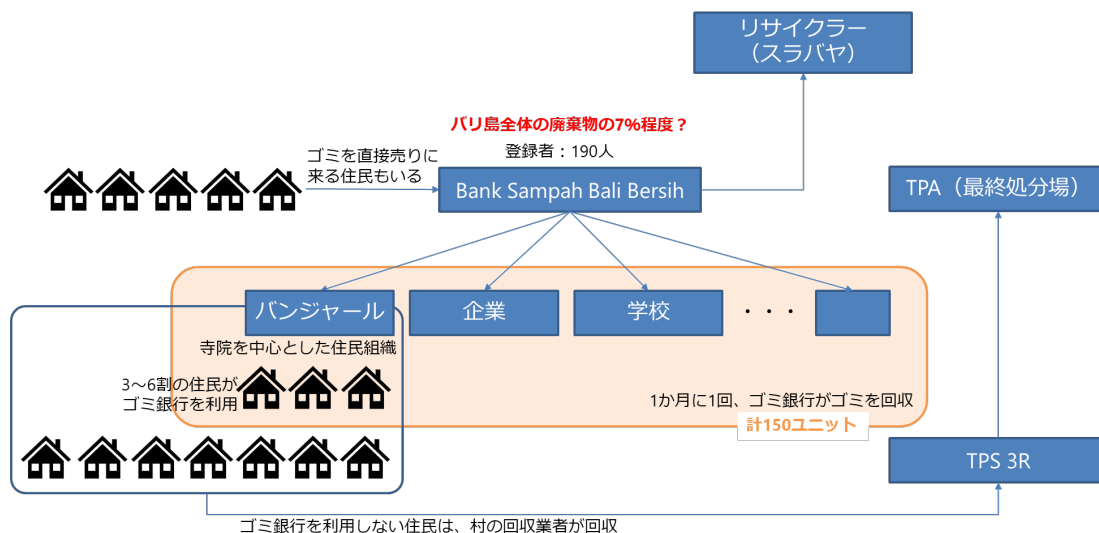 リサイクラー
（スラバヤ）
バリ島全体の廃棄物の7%程度？
登録者：190人
ゴミを直接売りに
来る住民もいる
Bank Sampah Bali Bersih
TPA（最終処分場）
バンジャール
企業
学校
・・・
寺院を中心とした住民組織
3～6割の住民が
ゴミ銀行を利用
1か月に1回、ゴミ銀行がゴミを回収
計150ユニット
TPS 3R
ゴミ銀行を利用しない住民は、村の回収業者が回収